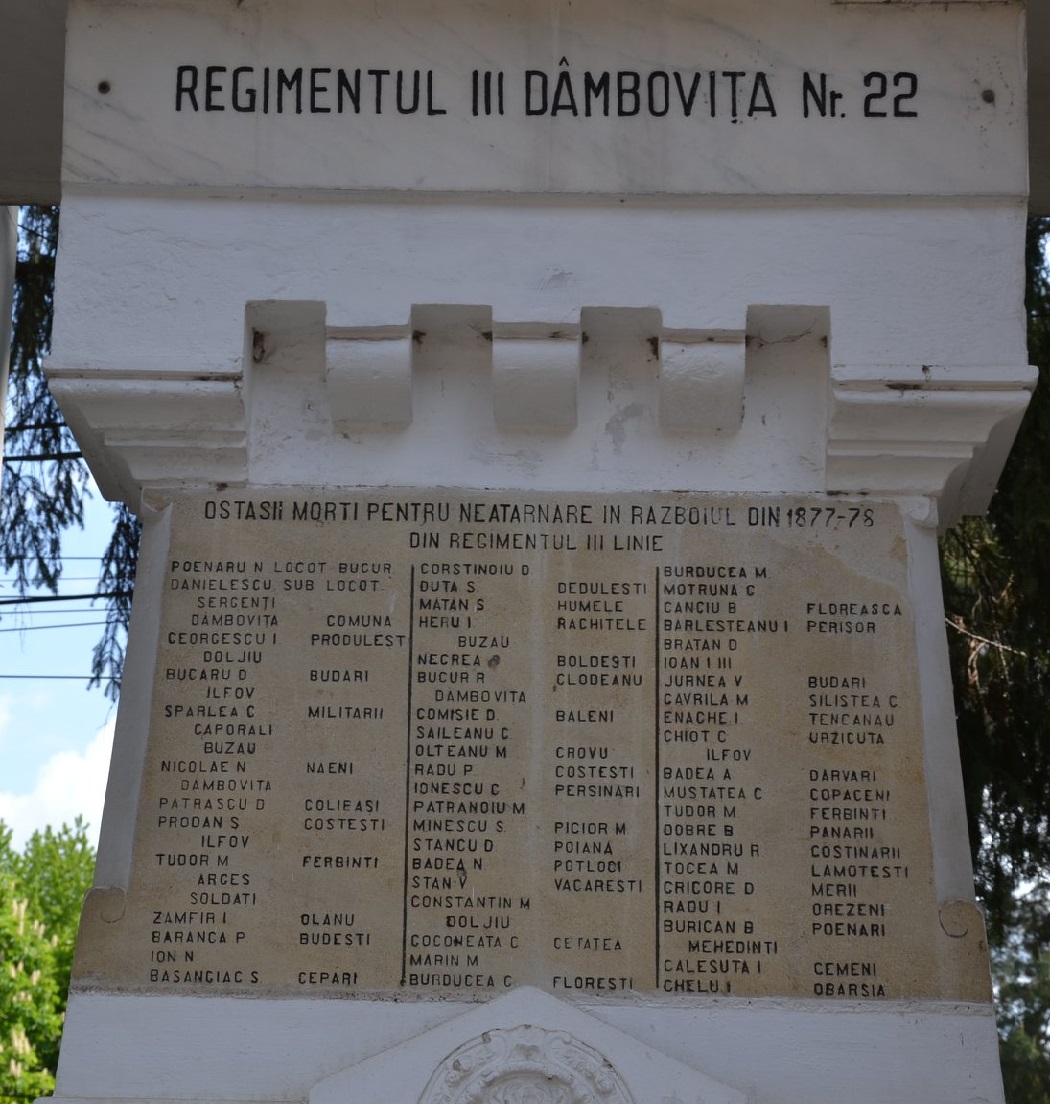 REGIMENTUL III DÂMBOVIȚA Nr. 22
OSTASII MORTI PENTRU NEATARNARE IN RAZBOIUL DIN 1877-78
DIN REGIMENTUL III LINIE
POENARU N LOCOT BUCUR.
DANIELESCU SUB LOCOT.
SERGENTI
DAMBOVITA COMUNA
GEORGESCU I PRODULEST
DOLJIU
BUCARU D BUDARI
ILFOV
SPARLEA C MILITARII
CAPORALI
BUZAU
NICOLAE N NAENI
DAMBOVITA
PATRASCU D COLIEASI
PRODAN S COSTESTI
ILFOV
TUDOR M FERBINTI
ARGES
SOLDATI
ZAMFIR I OLANU
BARANGA P BUDESTI
ION N
BASANGIAC S CEPARI
CORSTINOIU D
DUTA S DEDULESTI
MATAN S HUMELE
HERU I RACHITELE
BUZAU
NEGREA BOLDESTI
BUCUR R CLODEANU
DAMBOVITA
COMISIE D. BALENI
SAILEANU C
OLTEANU M CROVU
RADU P COSTESTI
IONESCU G PERSINARI
PATRANOIU M
MINESCU S PICIOR M
STANCU D POIANA
BADEA N POTLOGI
STAN V VACARESTI
CONSTANTIN M
DOLJIU
COCONEATA C CETATEA
MARIN M
BURDUCEA G FLORESTI
BURDUCEA M
MOTRUNA C
CANCIU B FLOREASCA
BARLESTEANU I PERISOR
BRATAN D
IOAN I III
JURNEA V BUDARI
GAVRILA M SILISTEA C
ENACHE I TENCANAU
CHIOT C URZICUTA
ILFOV
BADEA A DARVARI
MUSTATEA C COPACENI
TUDOR M FERBINTI
DOBRE B PANARII
LIXANDRU R COSTINARII
TOCEA M LAMOTESTI
GRIGORE D MERII
RADU I OREZENI
BURICAN B POENARI
MEHEDINTI
GALESUTA I CEMENI
CHELU I OBARSIA